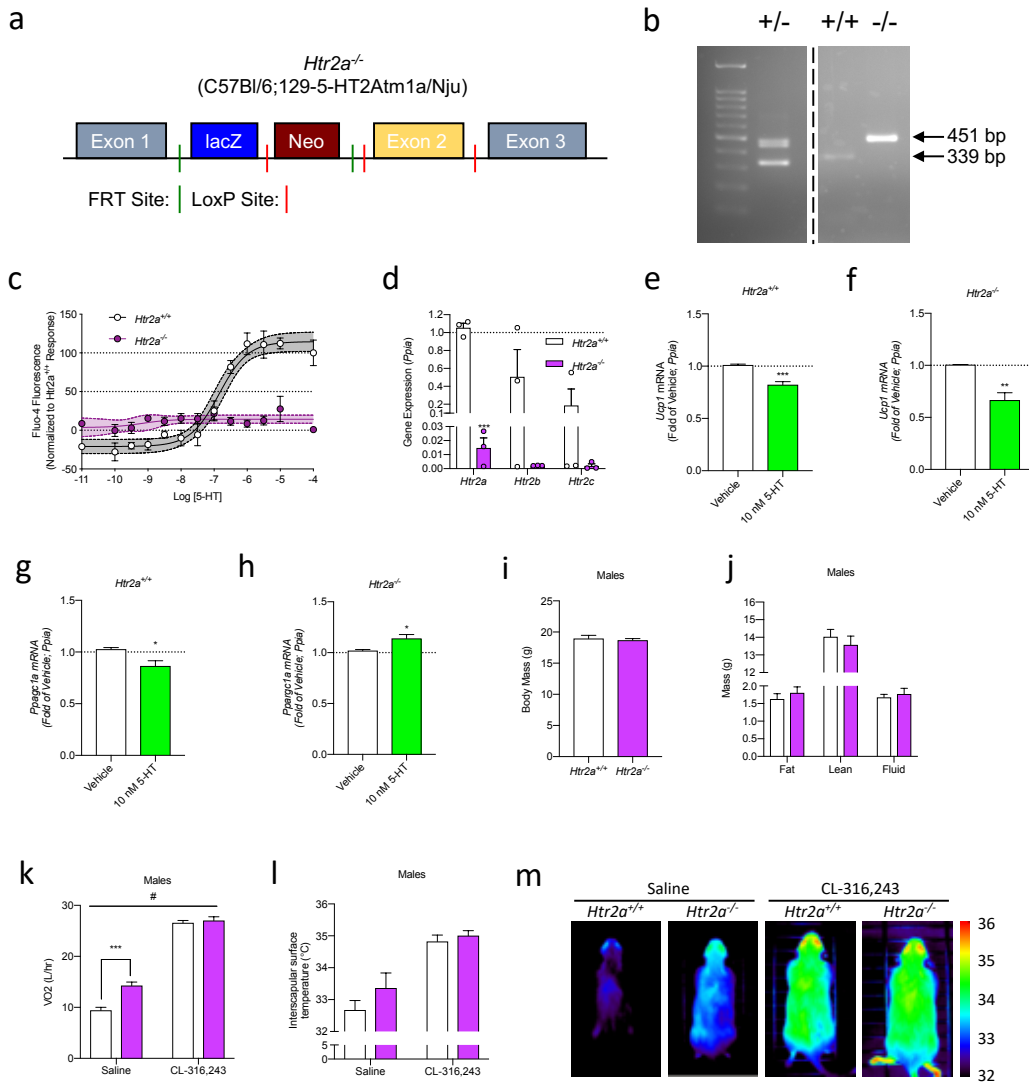 a
Htr2a-/-
(C57Bl/6;129-5-HT2Atm1a/Nju)
Exon 1
lacZ
Neo
Exon 2
Exon 3
FRT Site:
LoxP Site:
b
+/-
+/+
-/-
451 bp
339 bp
c
Fluo-4 Fluorescence
(Normalized to Htr2a+/+ Response)
150
100
50
0
-50
Htr2a+/+
Htr2a-/-
-11 -10 -9 -8 -7 -6 -5 -4
Log [5-HT]
d
Gene Expression (Ppia)
1.2
1.0
0.8
0.6
0.4
0.2
0.1
0.03
0.02
0.01
0.00
Htr2a+/+
Htr2a-/-
***
Htr2a Htr2b Htr2c
e
Htr2a+/+
Ucp1 mRNA
(Fold of Vehicle; Ppia)
1.5
1.0
0.5
0.0
***
Vehicle
10 nM 5-HT
f
Htr2a-/-
Ucp1 mRNA
(Fold of Vehicle; Ppia)
1.5
1.0
0.5
0.0
**
Vehicle
10 nM 5-HT
g
Htr2a+/+
Ppagc1a mRNA
(Fold of Vehicle; Ppia)
1.5
1.0
0.0
*
Vehicle
10 nM 5-HT
h
Htr2a-/-
Ppargc1a mRNA
(Fold of Vehicle; Ppia)
1.5
1.0
0.0
*
Vehicle
10 nM 5-HT
i
Males
Body Mass (g)
25
20
15
10
5
0
Htr2a+/+ Htr2a-/-
j
Males
Mass (g)
16
15
14
13
12
2.0
1.5
1.0
0.5
0.0
Fat Lean Fluid
k
Males
#
***
VO2 (L/hr)
30
20
10
0
Saline CL-316,243
l
Males
Interscapular surface
temperature (°C)
36
35
34
33
32
5
0
Saline CL-316,243
m
Saline CL-316,243
Htr2a+/+ Htr2a-/- Htr2a+/+ Htr2a-/-
36
35
34
33
32